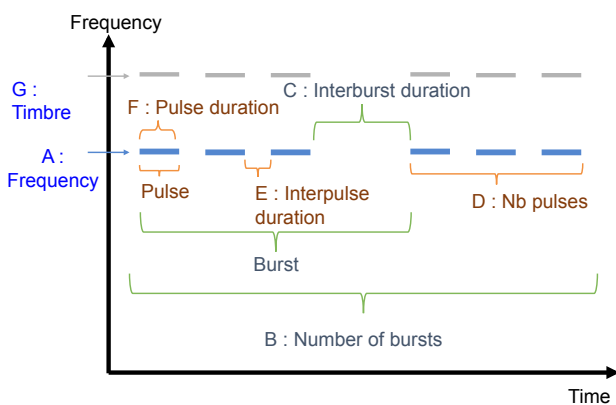 Frequency
G :
Timbre
C : Interburst duration
F : Pulse duration
A :
Frequency
Pulse
E : Interpulse
duration
D : Nb pulses
Burst
B : Number of bursts
Time